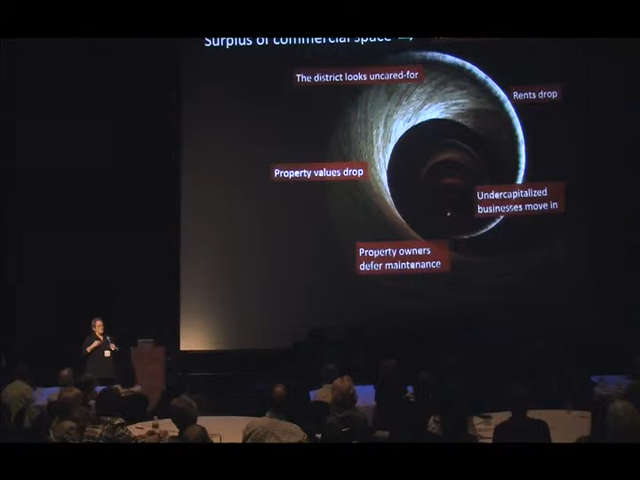 Surplus of commercial space →
The district looks uncared-for
Rents drop
Property values drop
Undercapitalized
businesses move in
Property owners
defer maintenance